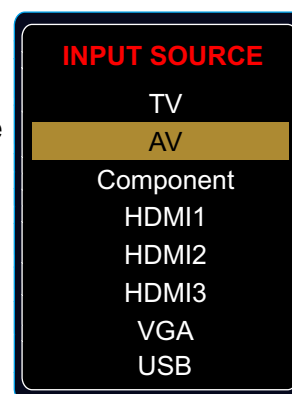 INPUT SOURCE
TV
AV
Component
HDMI1
HDMI2
HDMI3
VGA
USB